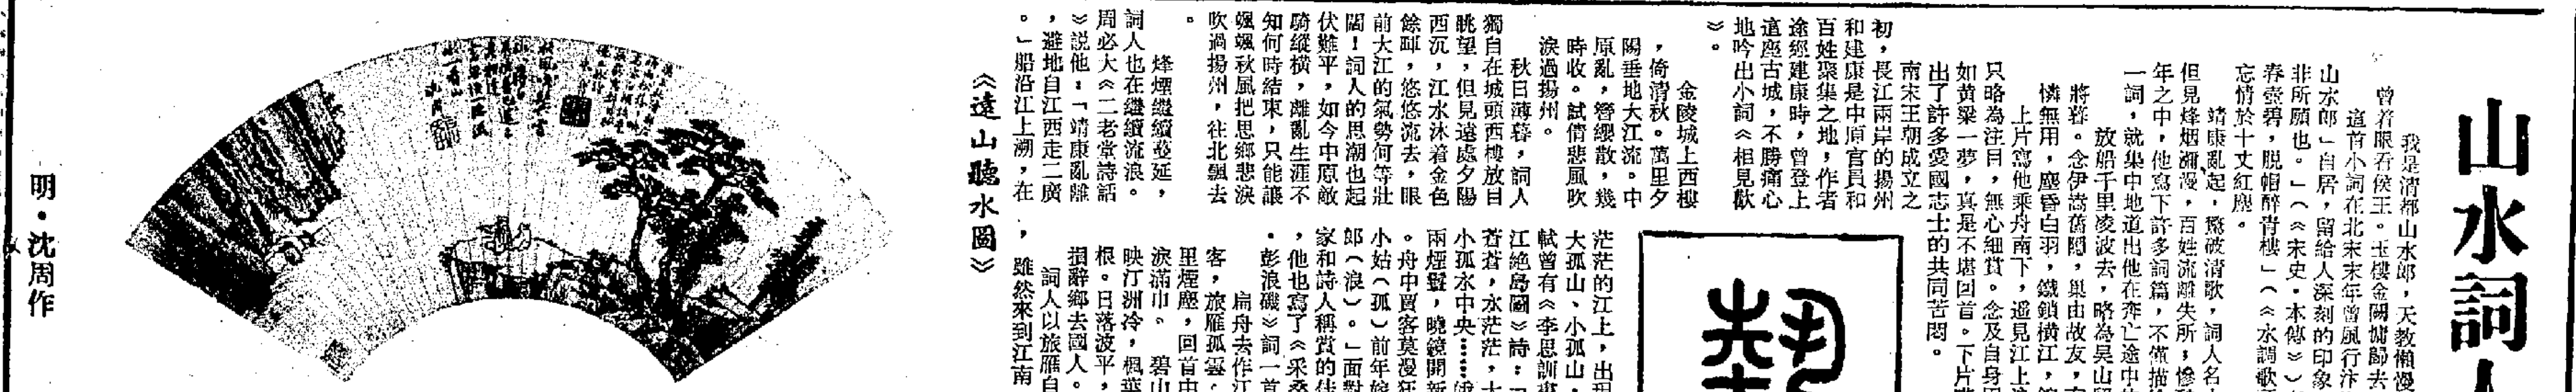 山水詞人
我是清都山水郎，天教懶漫
曾着眼看侯王。玉樓金闕慵歸去
這首小詞在北宋末年曾風行汴
山水郎」自居，留給人深刻的印象
非所願也。」（《宋史·本傳》）
春壺碧，脫帽醉青樓」（《水調歌
忘情於十丈紅塵。
靖康亂起，驚破清歌，詞人名
但見烽烟瀰漫，百姓流離失所；慘
年之中，他寫下許多詞篇，不僅描
一詞，就集中地道出他在奔亡途中
放船千里凌波去，略為吳山
將暮。念伊嵩舊隱，巢由故友，
憐無用，塵昏白羽，鐵鎖橫江，
上片寫他乘舟南下，遥見江上
只略為注目，無心細賞。念及自身
如黄粱一夢，真是不堪回首。下片
出了許多愛國志士的共同苦悶。
南宋王朝成立之
初，長江兩岸的揚州
和建康是中原官員和
百姓聚集之地，作者
途經建康時，曾登上
這座古城，不勝痛心
地吟出小詞《相見歡
》。
金陵城上西樓
，倚清秋。萬里夕
陽垂地大江流。中
原亂，簪纓散，幾
時收。試倩悲風吹
淚過揚州。
秋日薄暮，詞人
獨自在城頭西樓放目
眺望，但見遠處夕陽
西沉，江水沐着金色
餘暉，悠悠流去，眼
前大江的氣勢何等壯
闊！詞人的思潮也起
伏難平，如今中原敵
騎縱橫，離亂生涯不
知何時結束，只能讓
颯颯秋風把思鄉悲淚
吹過揚州，往北飄去
。
烽煙繼續蔓延，
詞人也在繼續流浪。
周必大《二老堂詩話
》説他：「靖康亂離
，避地自江西走二廣
。」船沿江上溯，在
茫茫的江上，出現
大孤山、小孤山，
軾曾有《李思訓畫
江絶島圖》詩：「
蒼蒼，水茫茫，大
小孤水中央……
兩煙鬟，曉鏡開新
。舟中賈客莫漫狂
小姑（孤）前年嫁
郎（浪）。」面對
家和詩人稱賞的佳
，他也寫了《采桑
·彭浪磯》詞一首
扁舟去作江
客，旅雁孤雲。
里煙塵，回首中
淚滿巾。　碧山
映汀洲冷，楓葉
根。日落波平，
損辭鄉去國人。
詞人以旅雁自
，雖然來到江南
《遠山聽水圖》
明·沈周作